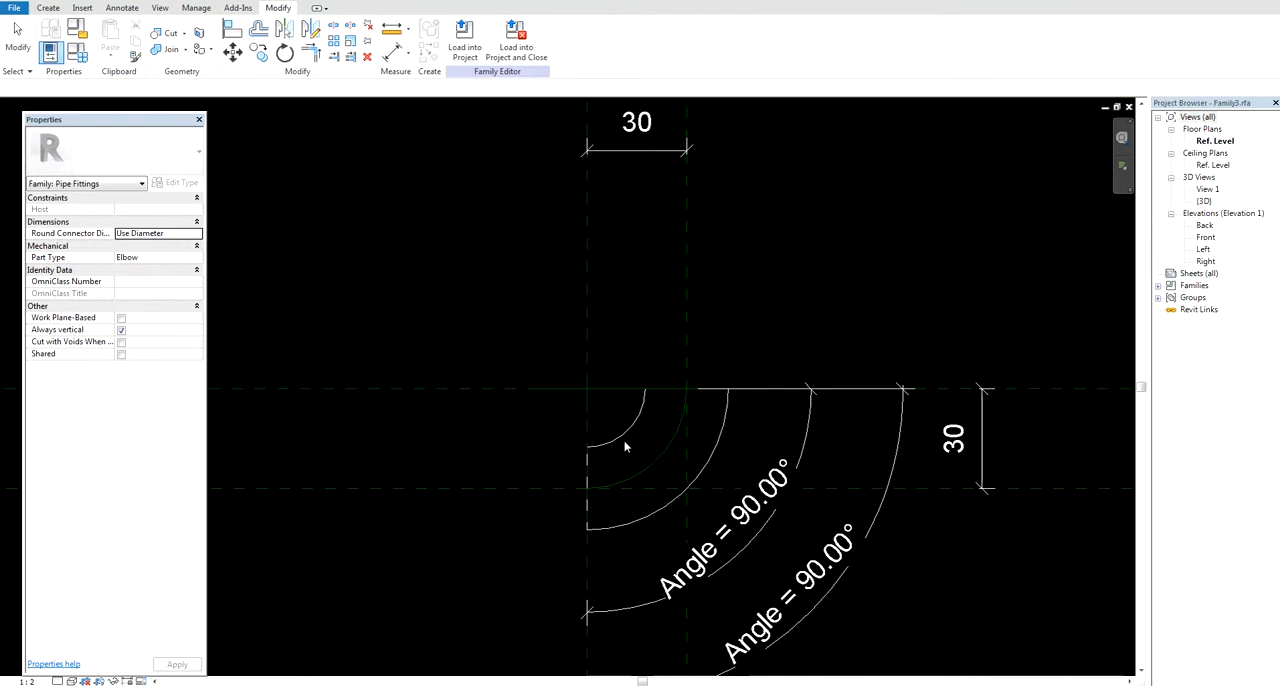 File Create Insert Annotate View Manage Add-Ins Modify
Modify
Paste
Cut
Join
Load into
Project
Load into
Project and Close
Select Properties Clipboard Geometry Modify Measure Create Family Editor
Properties
R
Family: Pipe Fittings
Edit Type
Constraints
Host
Dimensions
Round Connector Di... Use Diameter
Mechanical
Part Type Elbow
Identity Data
OmniClass Number
OmniClass Title
Other
Work Plane-Based
Always vertical
Cut with Voids When ...
Shared
Properties help
Apply
30
30
Angle = 90.00°
Angle = 90.00°
Project Browser - Family3.rfa
Views (all)
Floor Plans
Ref. Level
Ceiling Plans
Ref. Level
3D Views
View 1
{3D}
Elevations (Elevation 1)
Back
Front
Left
Right
Sheets (all)
Families
Groups
Revit Links
1 : 2